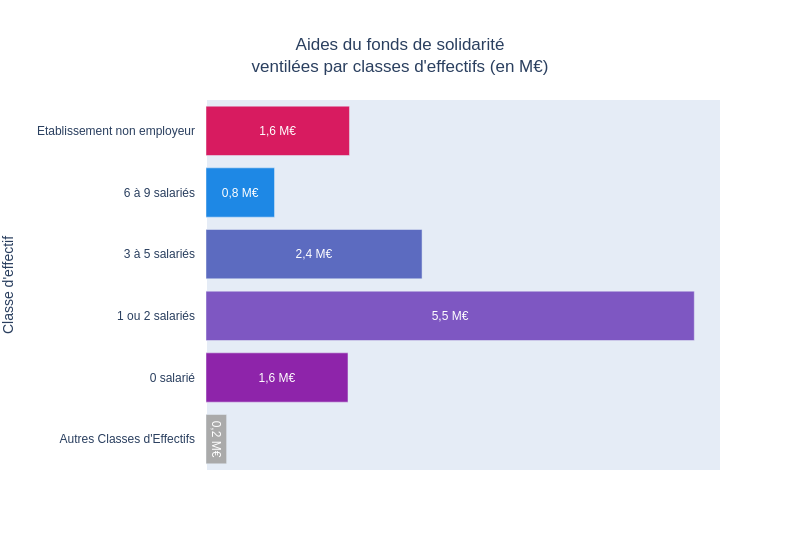 Aides du fonds de solidarité
ventilées par classes d'effectifs (en M€)
Classe d'effectif
Etablissement non employeur
1,6 M€
6 à 9 salariés
0,8 M€
3 à 5 salariés
2,4 M€
1 ou 2 salariés
5,5 M€
0 salarié
1,6 M€
Autres Classes d'Effectifs
0,2 M€